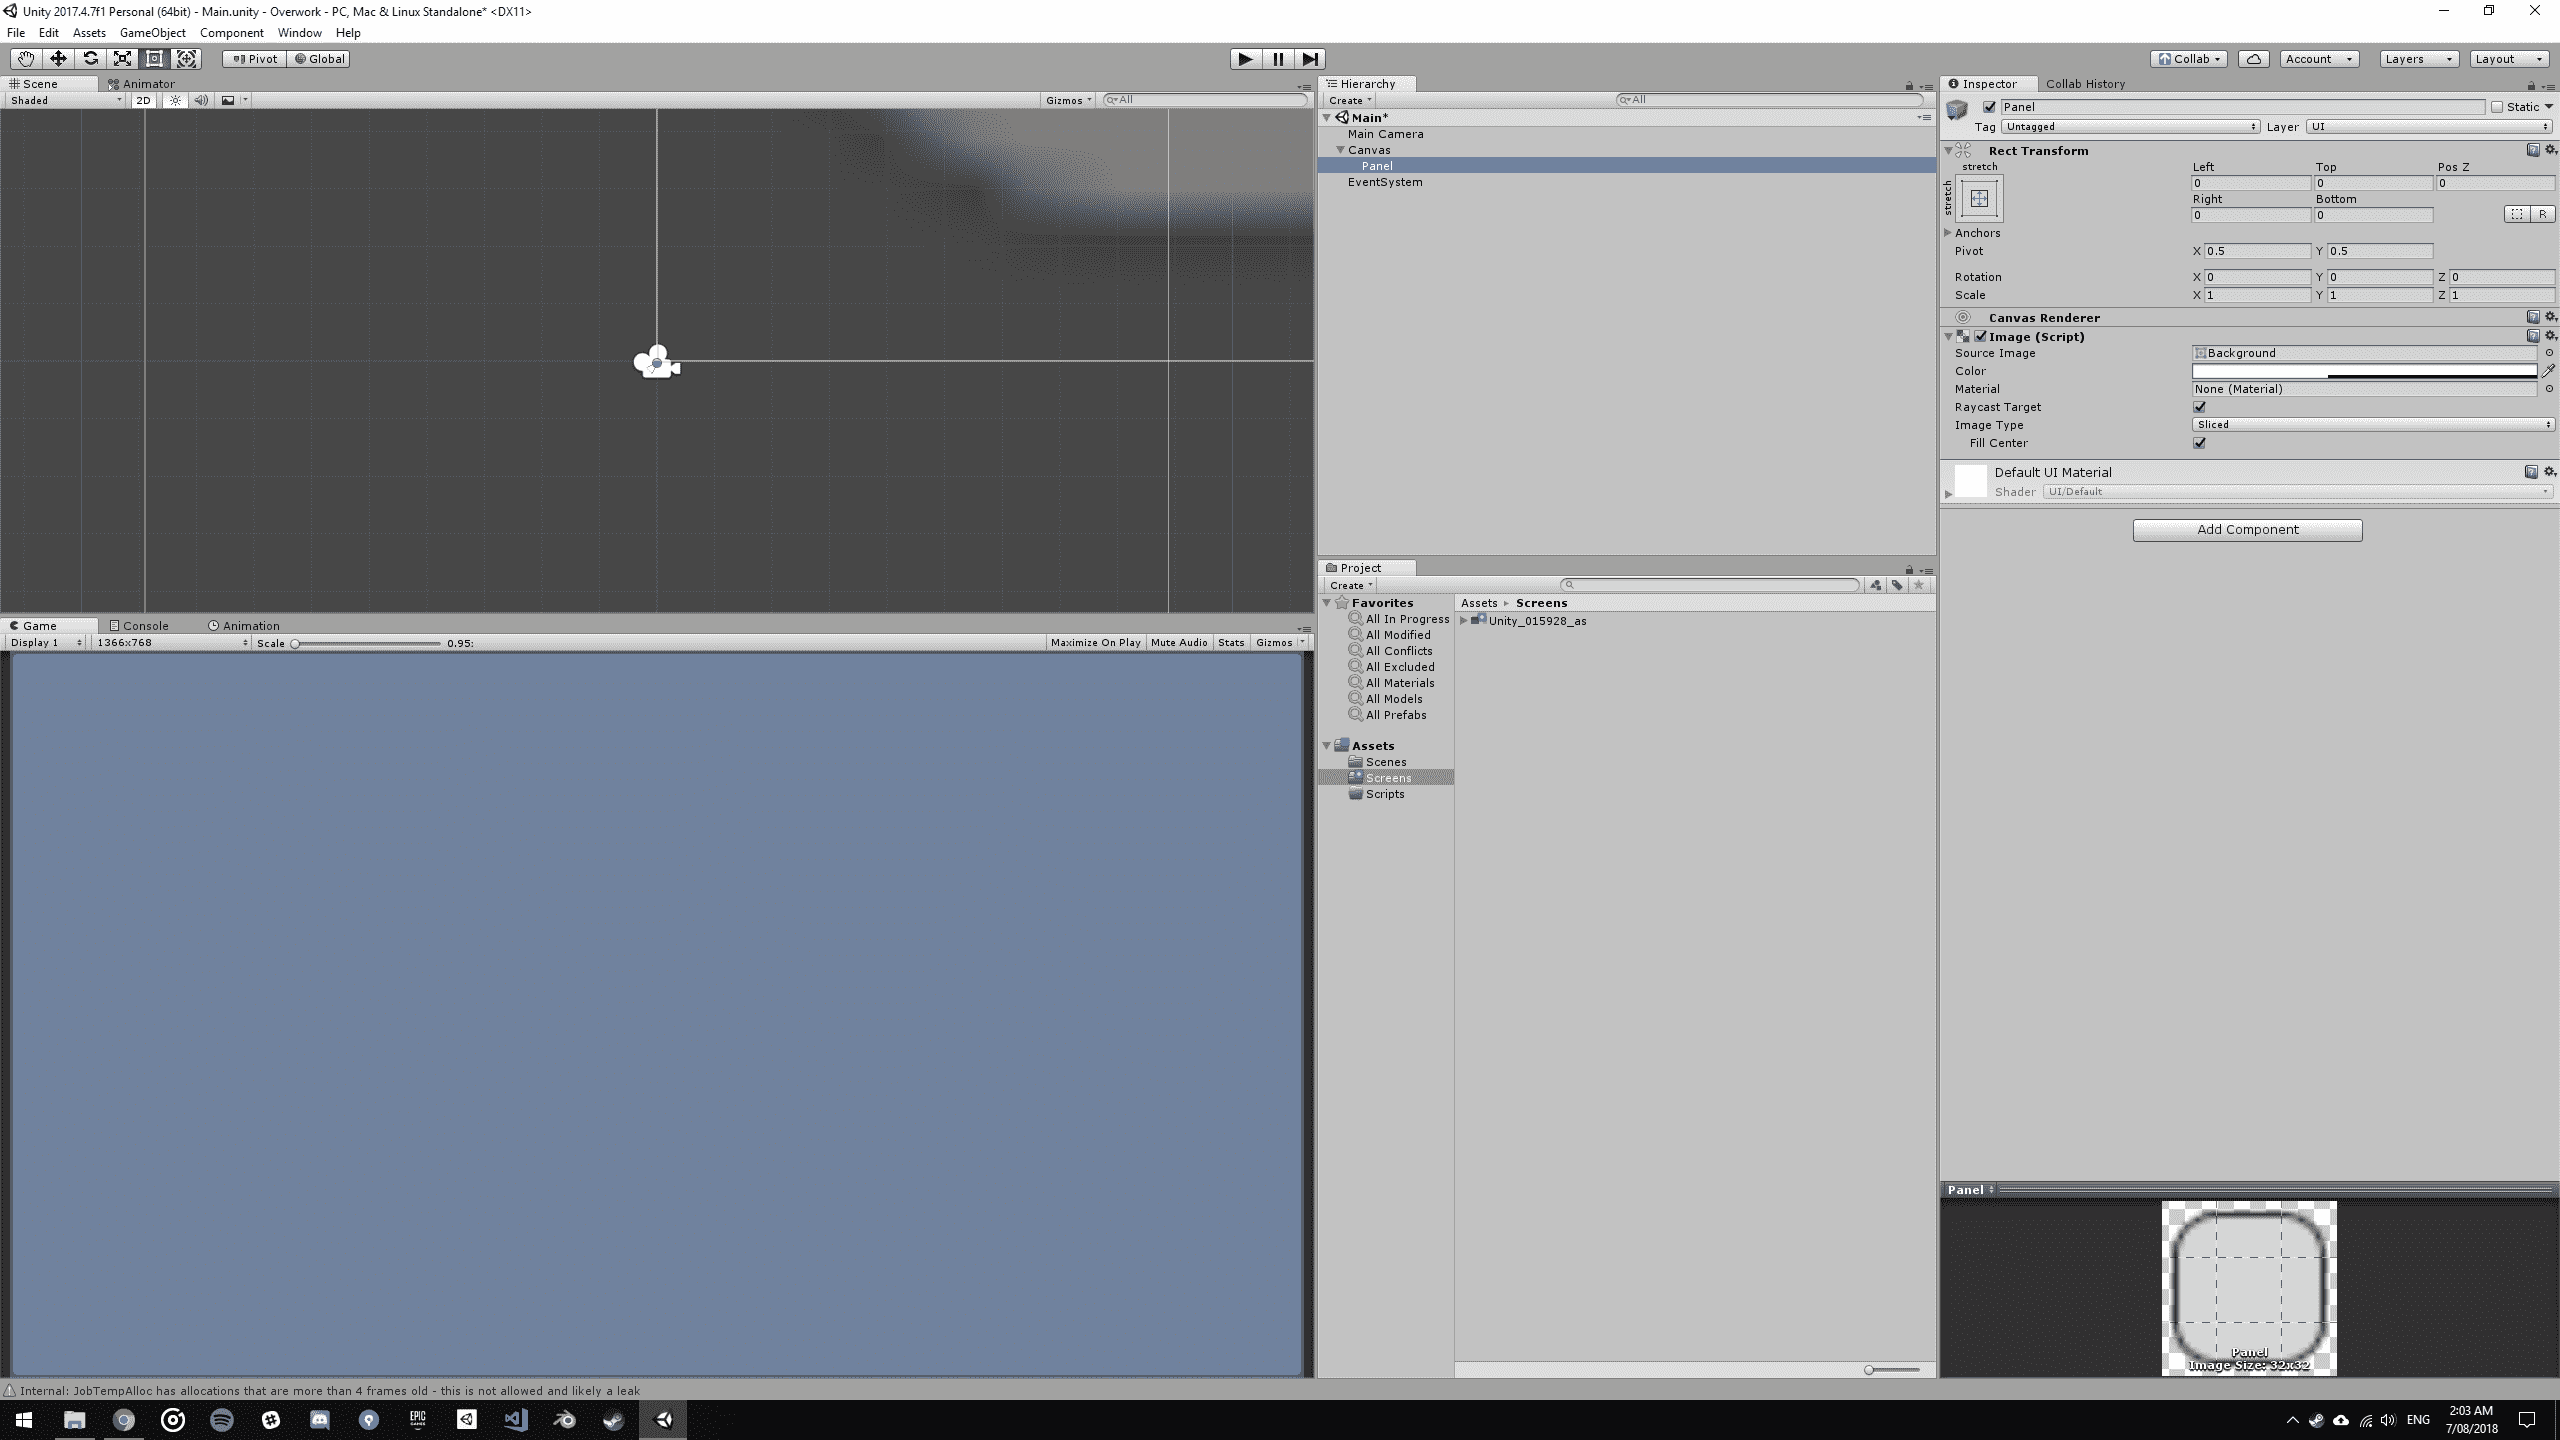 Unity 2017.4.7f1 Personal (64bit) - Main.unity - Overwork - PC, Mac & Linux Standalone* <DX11>
File Edit Assets GameObject Component Window Help
Pivot Global Collab Account Layers Layout
Scene Animator
Shaded 2D Gizmos All
Hierarchy
Create All
Main*
Main Camera
Canvas
Panel
EventSystem
Inspector Collab History
Panel Static
Tag Untagged Layer UI
Rect Transform
stretch
stretch
Left Top Pos Z
0 0 0
Right Bottom
0 0 R
Anchors
Pivot X 0.5 Y 0.5
Rotation X 0 Y 0 Z 0
Scale X 1 Y 1 Z 1
Canvas Renderer
Image (Script)
Source Image Background
Color
Material None (Material)
Raycast Target
Image Type Sliced
Fill Center
Default UI Material
Shader UI/Default
Add Component
Project
Create
Favorites
All In Progress
All Modified
All Conflicts
All Excluded
All Materials
All Models
All Prefabs
Assets
Scenes
Screens
Scripts
Assets Screens
Unity_015928_as
Game Console Animation
Display 1 1366x768 Scale 0.95: Maximize On Play Mute Audio Stats Gizmos
Panel
Panel
Image Size: 32x32
Internal: JobTempAlloc has allocations that are more than 4 frames old - this is not allowed and likely a leak
EPIC
GAMES
ENG
2:03 AM
7/08/2018